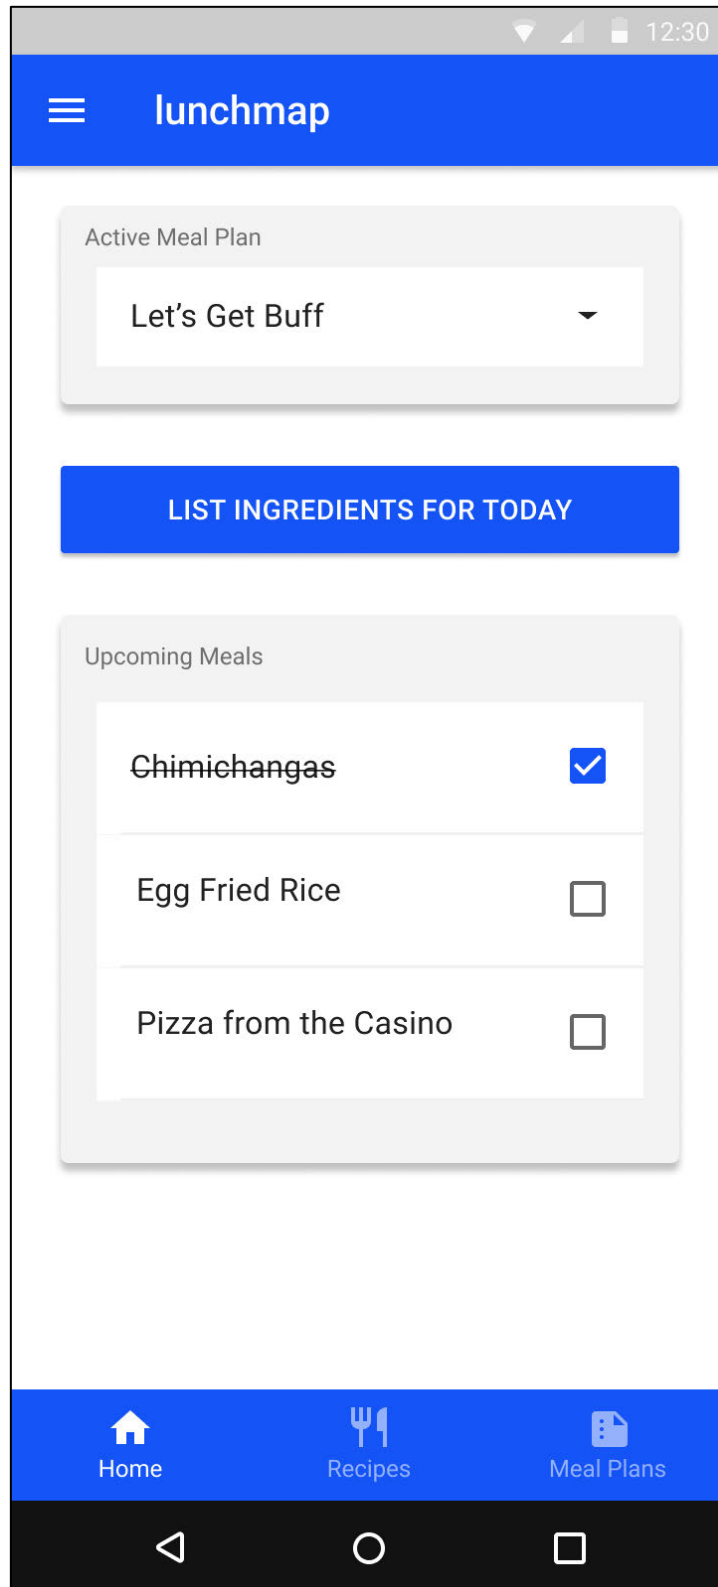 12:30
lunchmap
Active Meal Plan
Let’s Get Buff
LIST INGREDIENTS FOR TODAY
Upcoming Meals
Chimichangas
Egg Fried Rice
Pizza from the Casino
Home Recipes Meal Plans